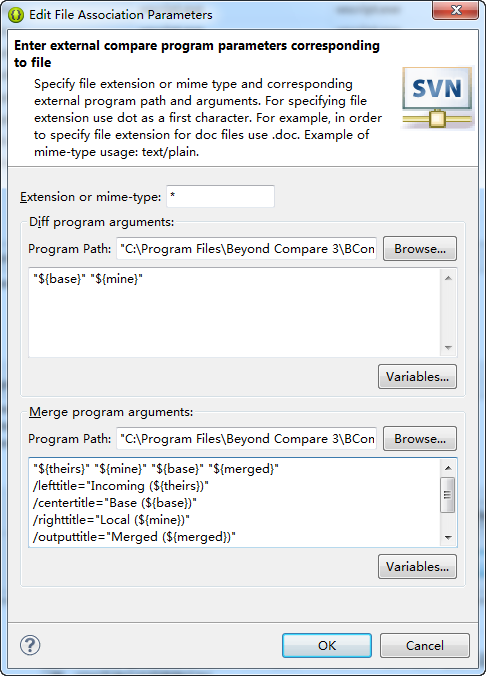 Edit File Association Parameters
Enter external compare program parameters corresponding
to file
Specify file extension or mime type and corresponding
external program path and arguments. For specifying file
extension use dot as a first character. For example, in order
to specify file extension for doc files use .doc. Example of
mime-type usage: text/plain.
SVN
Extension or mime-type: *
Diff program arguments:
Program Path: "C:\Program Files\Beyond Compare 3\BCon Browse...
"${base}" "${mine}"
Variables...
Merge program arguments:
Program Path: "C:\Program Files\Beyond Compare 3\BCon Browse...
"${theirs}" "${mine}" "${base}" "${merged}"
/lefttitle="Incoming (${theirs})"
/centertitle="Base (${base})"
/righttitle="Local (${mine})"
/outputtitle="Merged (${merged})"
Variables...
? OK Cancel